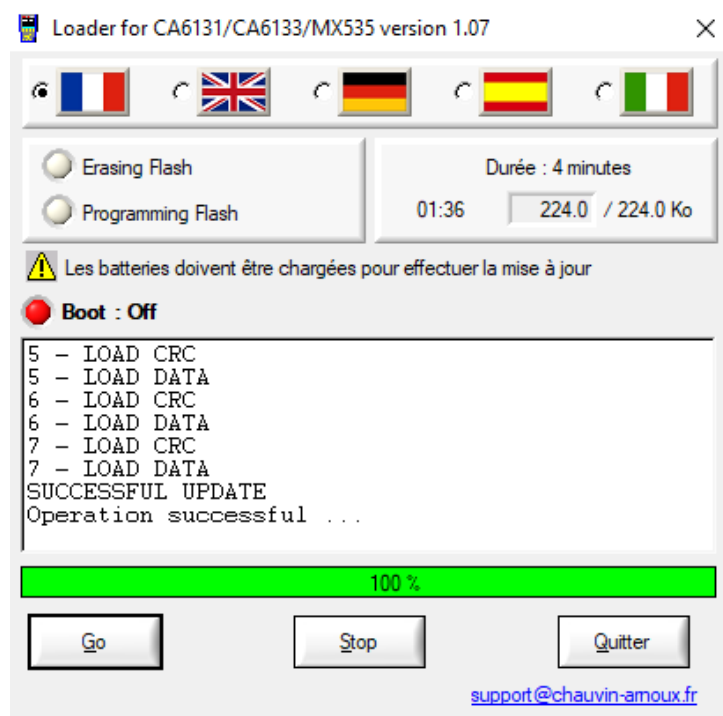 Loader for CA6131/CA6133/MX535 version 1.07
Erasing Flash
Programming Flash
Durée : 4 minutes
01:36 224.0 / 224.0 Ko
Les batteries doivent être chargées pour effectuer la mise à jour
Boot : Off
5 - LOAD CRC
5 - LOAD DATA
6 - LOAD CRC
6 - LOAD DATA
7 - LOAD CRC
7 - LOAD DATA
SUCCESSFUL UPDATE
Operation successful ...
100 %
Go Stop Quitter
support@chauvin-arnoux.fr